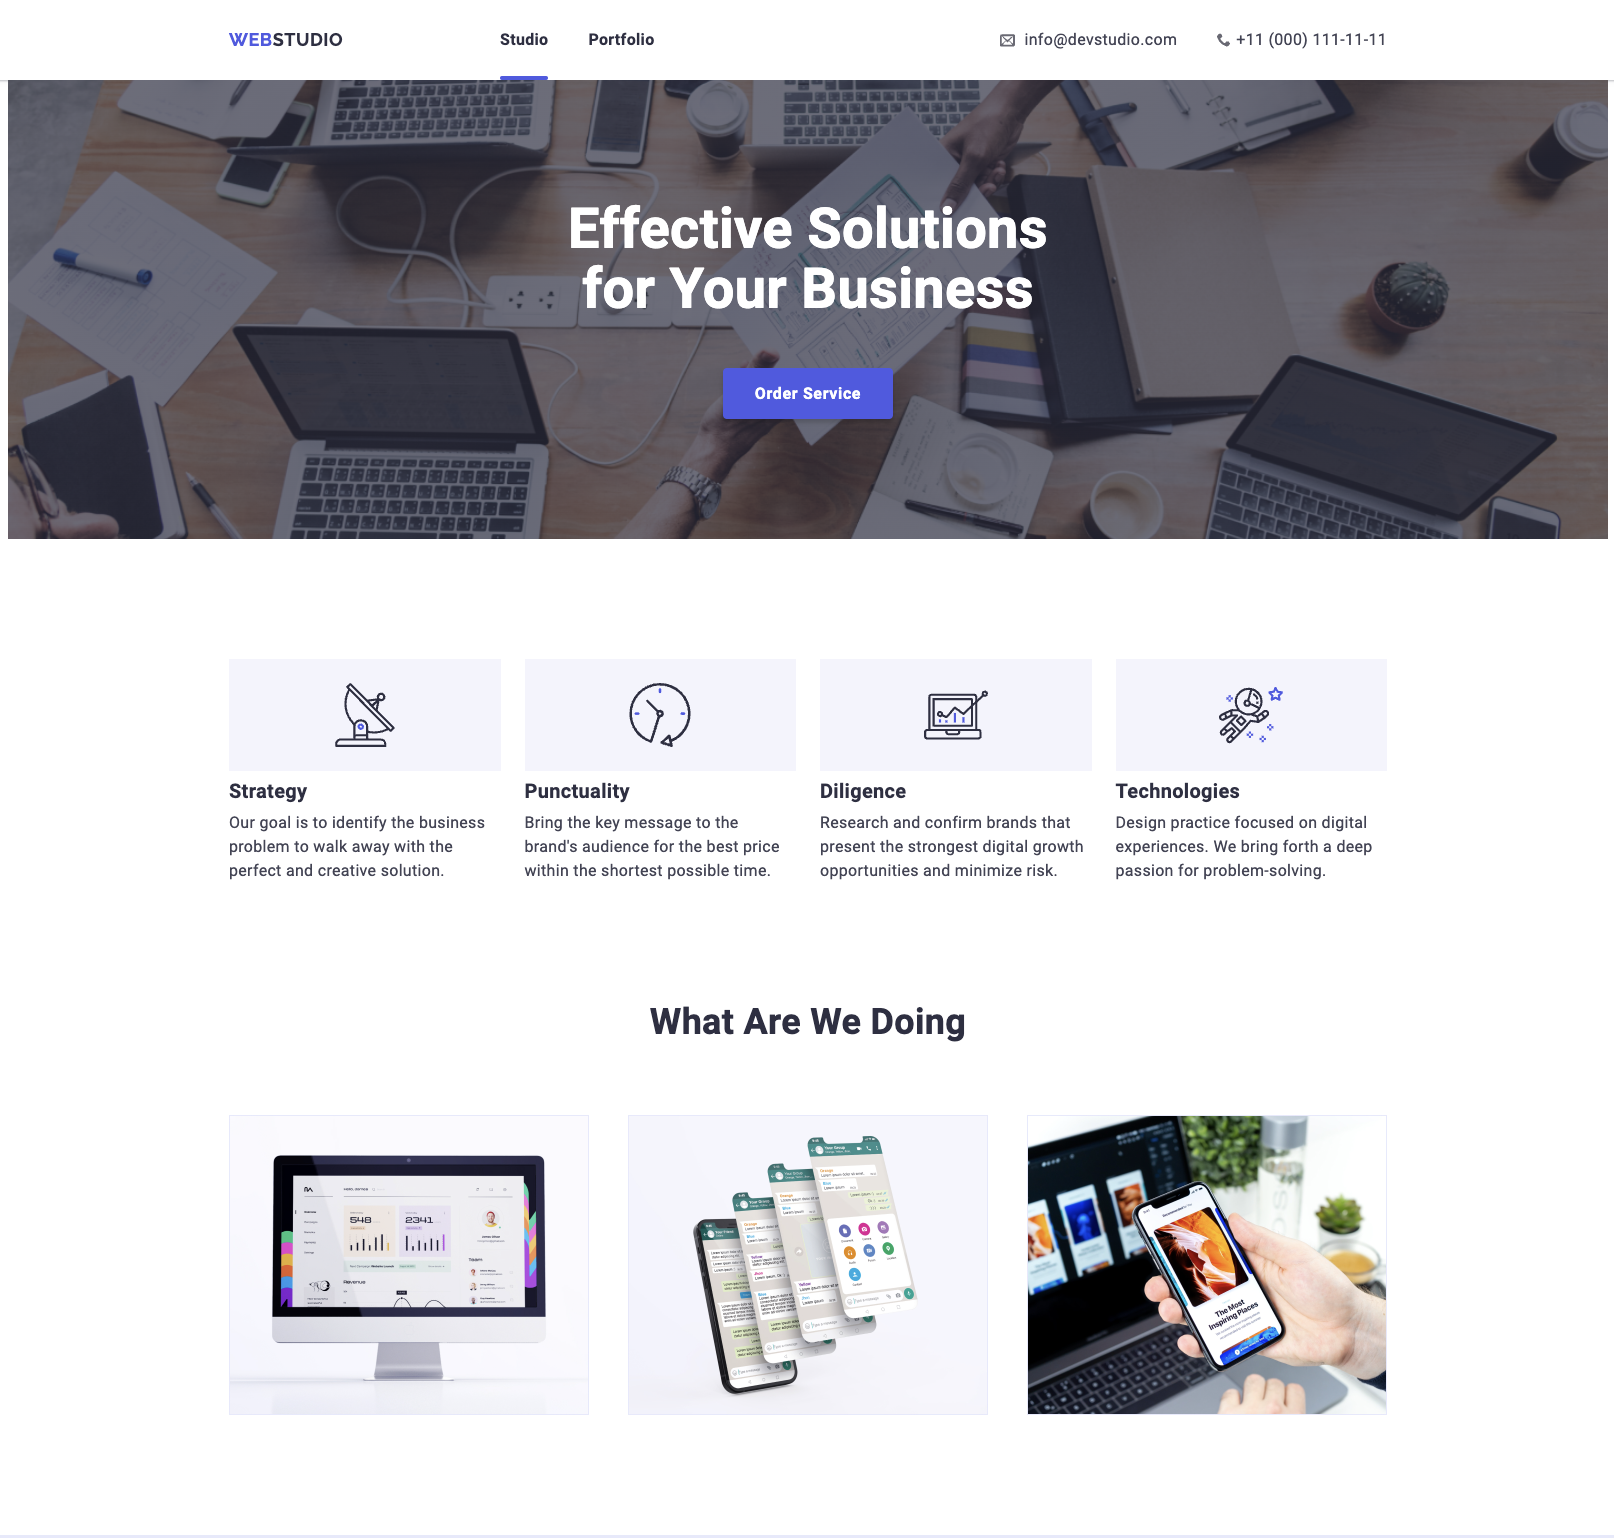 WEBSTUDIO
Studio
Portfolio
info@devstudio.com
+11 (000) 111-11-11
Effective Solutions
for Your Business
Order Service
Strategy
Our goal is to identify the business
problem to walk away with the
perfect and creative solution.
Punctuality
Bring the key message to the
brand's audience for the best price
within the shortest possible time.
Diligence
Research and confirm brands that
present the strongest digital growth
opportunities and minimize risk.
Technologies
Design practice focused on digital
experiences. We bring forth a deep
passion for problem-solving.
What Are We Doing
548
2341
Revenue
Team
The Most
Inspiring Places